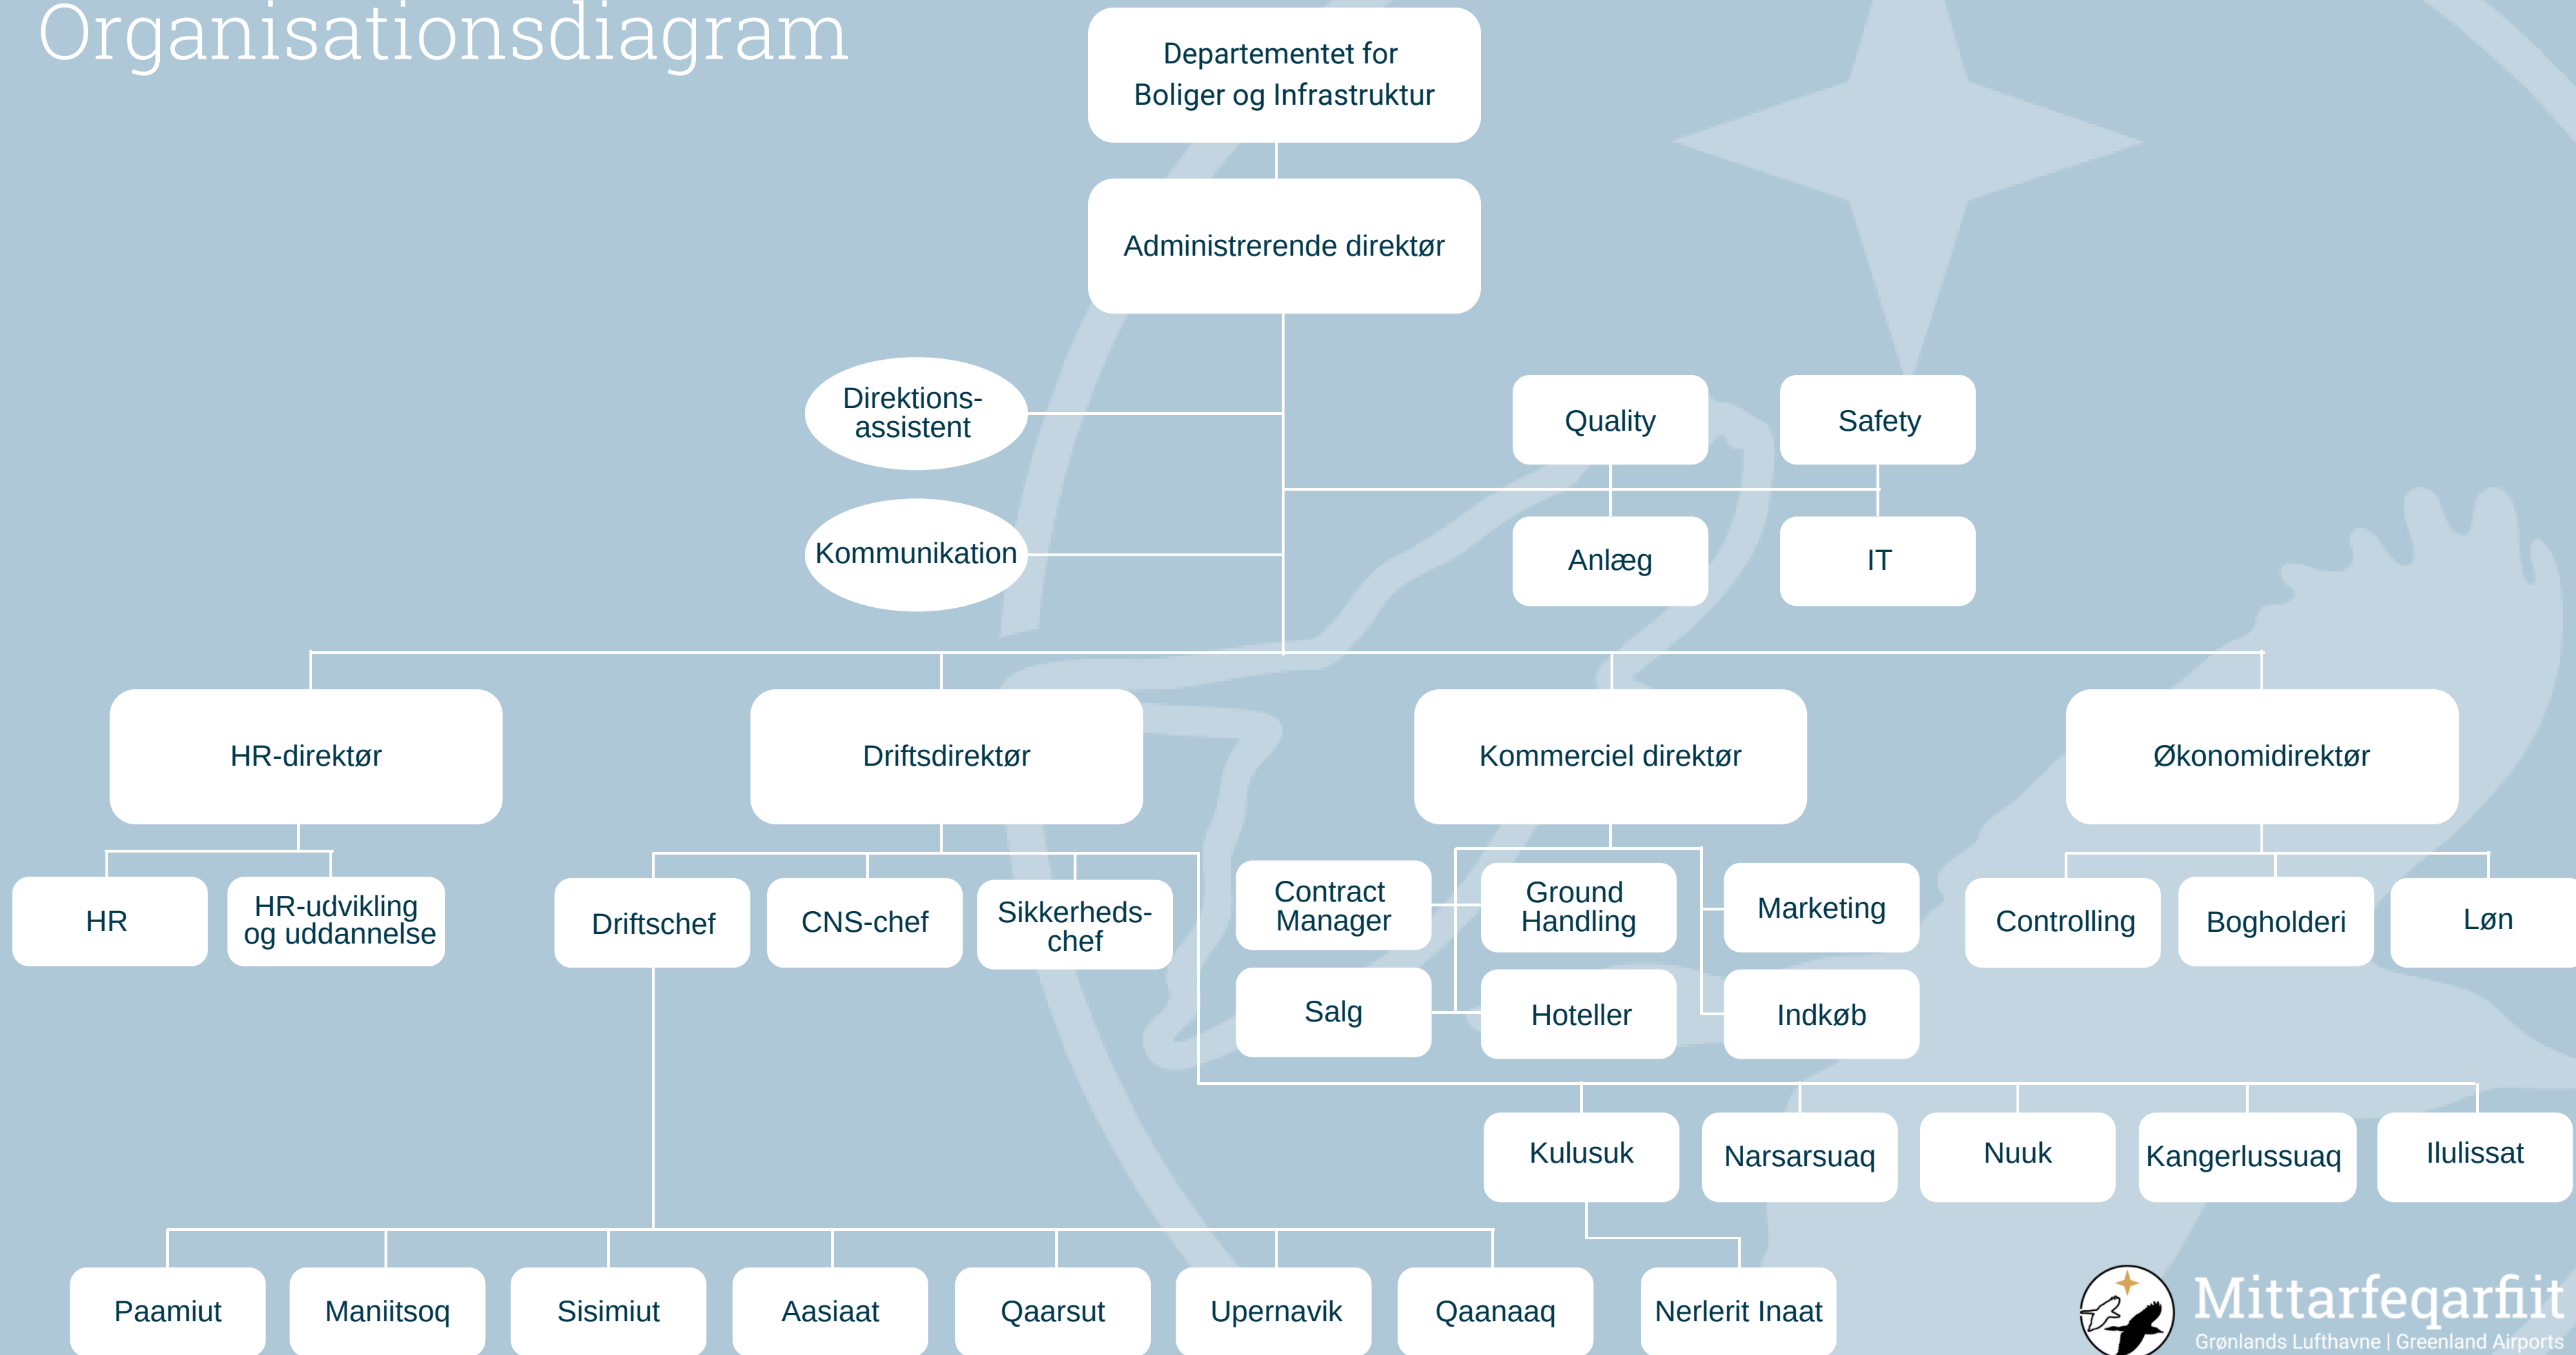 Organisationsdiagram
Departementet for
Boliger og Infrastruktur
Administrerende direktør
Direktions-
assistent
Quality
Safety
Kommunikation
Anlæg
IT
HR-direktør
Driftsdirektør
Kommerciel direktør
Økonomidirektør
HR
HR-udvikling
og uddannelse
Driftschef
CNS-chef
Sikkerheds-
chef
Contract
Manager
Ground
Handling
Marketing
Controlling
Bogholderi
Løn
Salg
Hoteller
Indkøb
Kulusuk
Narsarsuaq
Nuuk
Kangerlussuaq
Ilulissat
Paamiut
Maniitsoq
Sisimiut
Aasiaat
Qaarsut
Upernavik
Qaanaaq
Nerlerit Inaat
Mittarfeqarfiit
Grønlands Lufthavne | Greenland Airports